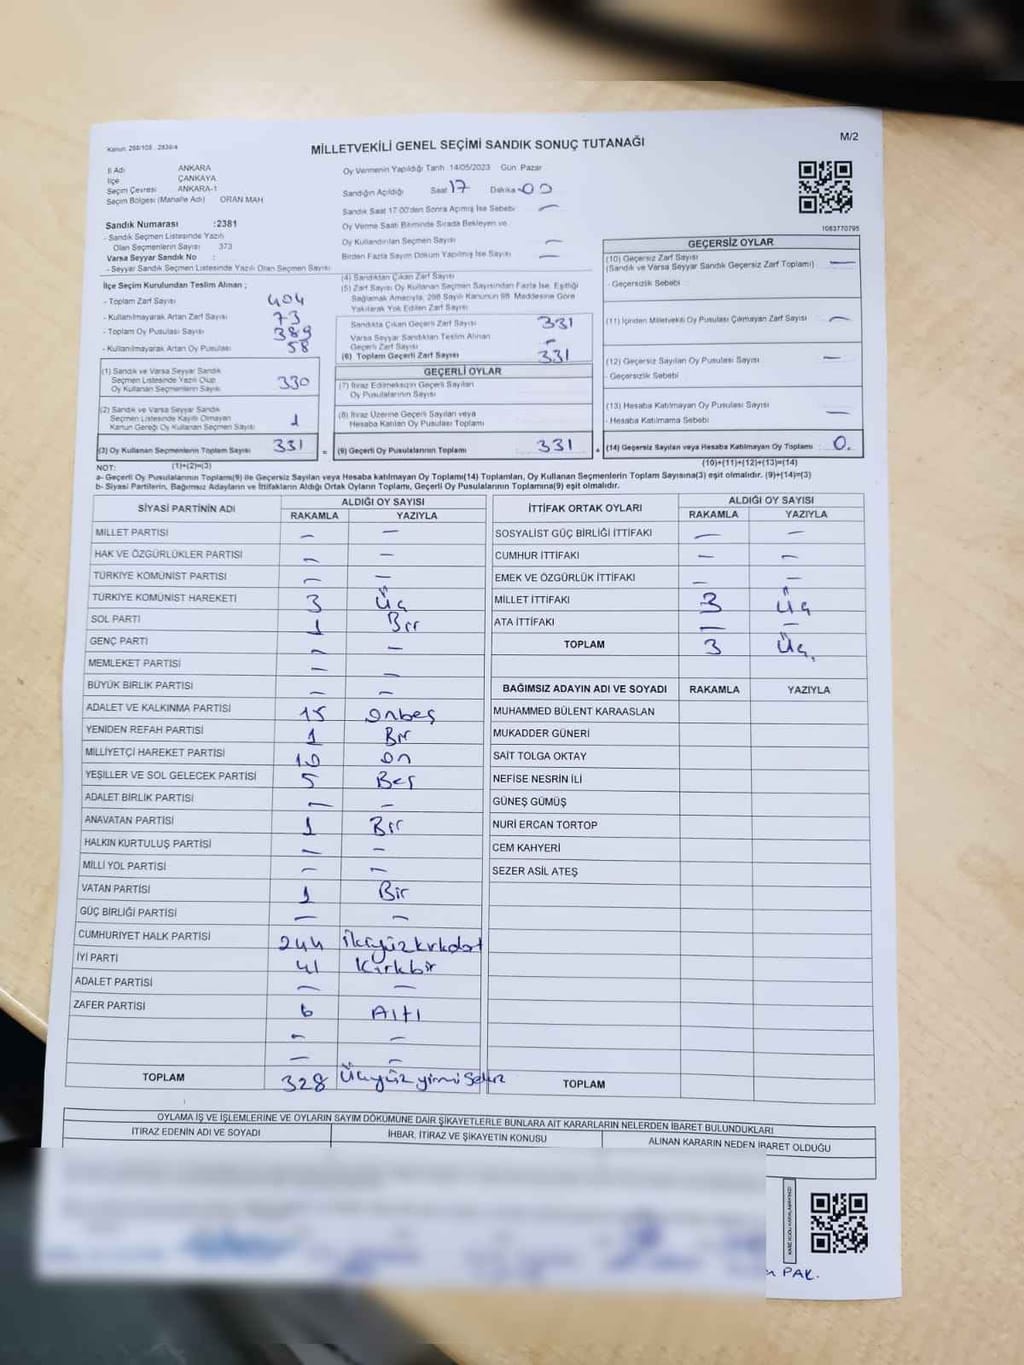 Kanun: 298/105 , 2839/4
MİLLETVEKİLİ GENEL SEÇİMİ SANDIK SONUÇ TUTANAĞI
M/2
İl Adı ANKARA
İlçe ÇANKAYA
Seçim Çevresi ANKARA-1
Seçim Bölgesi (Mahalle Adı) ORAN MAH
Sandık Numarası :2381
- Sandık Seçmen Listesinde Yazılı
Olan Seçmenlerin Sayısı 373
Varsa Seyyar Sandık No :
- Seyyar Sandık Seçmen Listesinde Yazılı Olan Seçmen Sayısı
Oy Vermenin Yapıldığı Tarih 14/05/2023 Gün Pazar
Sandığın Açıldığı Saat 17 Dakika 00
Sandık Saat 17.00'den Sonra Açılmış İse Sebebi —
Oy Verme Saati Bitiminde Sırada Bekleyen ve
Oy Kullandırılan Seçmen Sayısı —
Birden Fazla Sayım Döküm Yapılmış İse Sayısı —
1083770795
İlçe Seçim Kurulundan Teslim Alınan ;
- Toplam Zarf Sayısı 404
- Kullanılmayarak Artan Zarf Sayısı 73
- Toplam Oy Pusulası Sayısı 389
- Kullanılmayarak Artan Oy Pusulası 58
(1) Sandık ve Varsa Seyyar Sandık
Seçmen Listesinde Yazılı Olup
Oy Kullanan Seçmenlerin Sayısı 330
(2) Sandık ve Varsa Seyyar Sandık
Seçmen Listesinde Kayıtlı Olmayan
Kanun Gereği Oy Kullanan Seçmen Sayısı 1
(3) Oy Kullanan Seçmenlerin Toplam Sayısı 331 =
(4) Sandıktan Çıkan Zarf Sayısı
(5) Zarf Sayısı Oy Kullanan Seçmen Sayısından Fazla İse, Eşitliği
Sağlamak Amacıyla, 298 Sayılı Kanunun 98. Maddesine Göre
Yakılarak Yok Edilen Zarf Sayısı
Sandıkta Çıkan Geçerli Zarf Sayısı 331
Varsa Seyyar Sandıktan Teslim Alınan
Geçerli Zarf Sayısı —
(6) Toplam Geçerli Zarf Sayısı 331
GEÇERLİ OYLAR
(7) İtiraz Edilmeksizin Geçerli Sayılan
Oy Pusulalarının Sayısı
(8) İtiraz Üzerine Geçerli Sayılan veya
Hesaba Katılan Oy Pusulası Toplamı
(9) Geçerli Oy Pusulalarının Toplamı 331 +
GEÇERSİZ OYLAR
(10) Geçersiz Zarf Sayısı
(Sandık ve Varsa Seyyar Sandık Geçersiz Zarf Toplamı) —
- Geçersizlik Sebebi
(11) İçinden Milletvekili Oy Pusulası Çıkmayan Zarf Sayısı —
(12) Geçersiz Sayılan Oy Pusulası Sayısı —
- Geçersizlik Sebebi
(13) Hesaba Katılmayan Oy Pusulası Sayısı
- Hesaba Katılmama Sebebi —
(14) Geçersiz Sayılan veya Hesaba Katılmayan Oy Toplamı 0.
NOT: (1)+(2)=(3)
(10)+(11)+(12)+(13)=(14)
a- Geçerli Oy Pusulalarının Toplamı(9) ile Geçersiz Sayılan veya Hesaba katılmayan Oy Toplamı(14) Toplamları, Oy Kullanan Seçmenlerin Toplam Sayısına(3) eşit olmalıdır. (9)+(14)=(3)
b- Siyasi Partilerin, Bağımsız Adayların ve İttifakların Aldığı Ortak Oyların Toplamı, Geçerli Oy Pusulalarının Toplamına(9) eşit olmalıdır.
SİYASİ PARTİNİN ADI
ALDIĞI OY SAYISI
RAKAMLA YAZIYLA
MİLLET PARTİSİ — —
HAK VE ÖZGÜRLÜKLER PARTİSİ — —
TÜRKİYE KOMÜNİST PARTİSİ — —
TÜRKİYE KOMÜNİST HAREKETİ 3 Üç
SOL PARTİ 1 Bir
GENÇ PARTİ — —
MEMLEKET PARTİSİ — —
BÜYÜK BİRLİK PARTİSİ — —
ADALET VE KALKINMA PARTİSİ 15 Onbeş
YENİDEN REFAH PARTİSİ 1 Bir
MİLLİYETÇİ HAREKET PARTİSİ 10 On
YEŞİLLER VE SOL GELECEK PARTİSİ 5 Beş
ADALET BİRLİK PARTİSİ — —
ANAVATAN PARTİSİ 1 Bir
HALKIN KURTULUŞ PARTİSİ — —
MİLLİ YOL PARTİSİ — —
VATAN PARTİSİ 1 Bir
GÜÇ BİRLİĞİ PARTİSİ — —
CUMHURİYET HALK PARTİSİ 244 İkiyüzkırkdört
İYİ PARTİ 41 Kırkbir
ADALET PARTİSİ — —
ZAFER PARTİSİ 6 Altı
— —
— —
TOPLAM 328 Üçyüzyirmisekiz
İTTİFAK ORTAK OYLARI
ALDIĞI OY SAYISI
RAKAMLA YAZIYLA
SOSYALİST GÜÇ BİRLİĞİ İTTİFAKI — —
CUMHUR İTTİFAKI — —
EMEK VE ÖZGÜRLÜK İTTİFAKI — —
MİLLET İTTİFAKI 3 Üç
ATA İTTİFAKI — —
TOPLAM 3 Üç.
BAĞIMSIZ ADAYIN ADI VE SOYADI RAKAMLA YAZIYLA
MUHAMMED BÜLENT KARAASLAN
MUKADDER GÜNERİ
SAİT TOLGA OKTAY
NEFİSE NESRİN İLİ
GÜNEŞ GÜMÜŞ
NURİ ERCAN TORTOP
CEM KAHYERİ
SEZER ASİL ATEŞ
TOPLAM
OYLAMA İŞ VE İŞLEMLERİNE VE OYLARIN SAYIM DÖKÜMÜNE DAİR ŞİKAYETLERLE BUNLARA AİT KARARLARIN NELERDEN İBARET BULUNDUKLARI
İTİRAZ EDENİN ADI VE SOYADI
İHBAR, İTİRAZ VE ŞİKAYETİN KONUSU
ALINAN KARARIN NEDEN İBARET OLDUĞU
PAK.